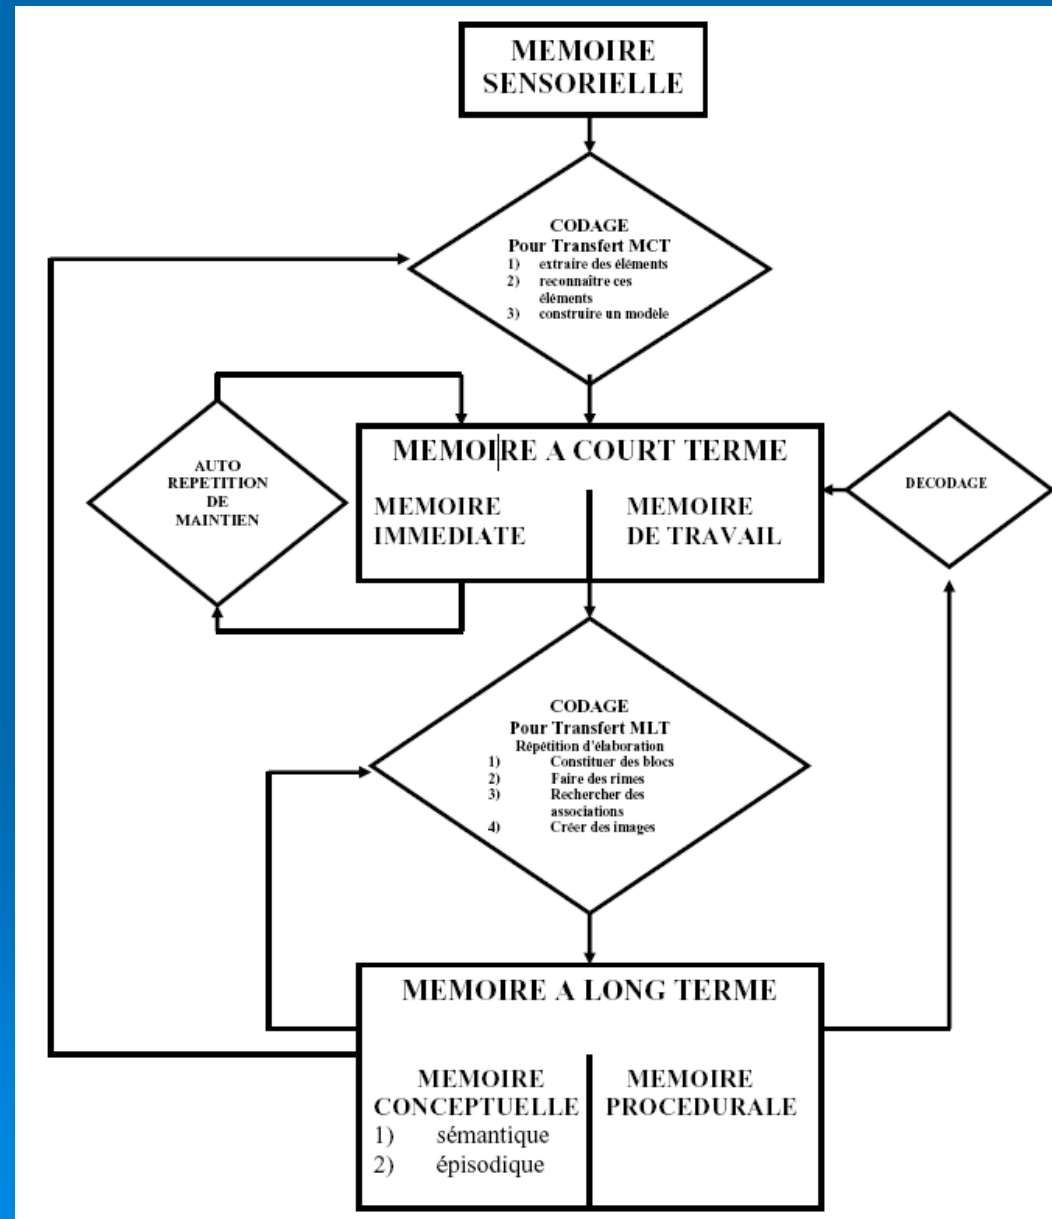 MEMOIRE
SENSORIELLE
CODAGE
Pour Transfert MCT
1) extraire des éléments
2) reconnaître ces
éléments
3) construire un modèle
AUTO
REPETITION
DE
MAINTIEN
MEMOIRE A COURT TERME
MEMOIRE
IMMEDIATE
MEMOIRE
DE TRAVAIL
DECODAGE
CODAGE
Pour Transfert MLT
Répétition d'élaboration
1) Constituer des blocs
2) Faire des rimes
3) Rechercher des
associations
4) Créer des images
MEMOIRE A LONG TERME
MEMOIRE
CONCEPTUELLE
1) sémantique
2) épisodique
MEMOIRE
PROCEDURALE